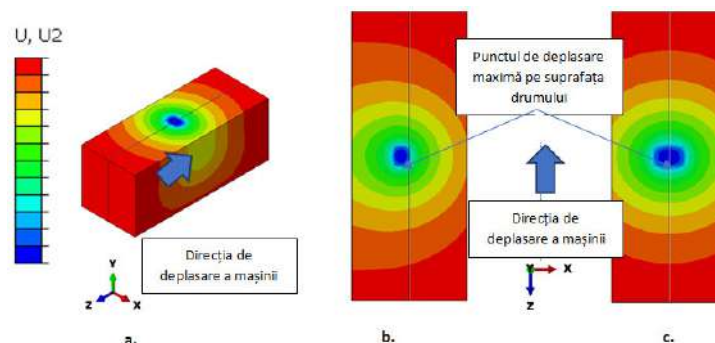 U, U2
Punctul de deplasare
maximă pe suprafața
drumului
Direcția de
deplasare a mașinii
Direcția de
deplasare a mașinii
Y
Z
X
Y
X
Z
a.
b.
c.